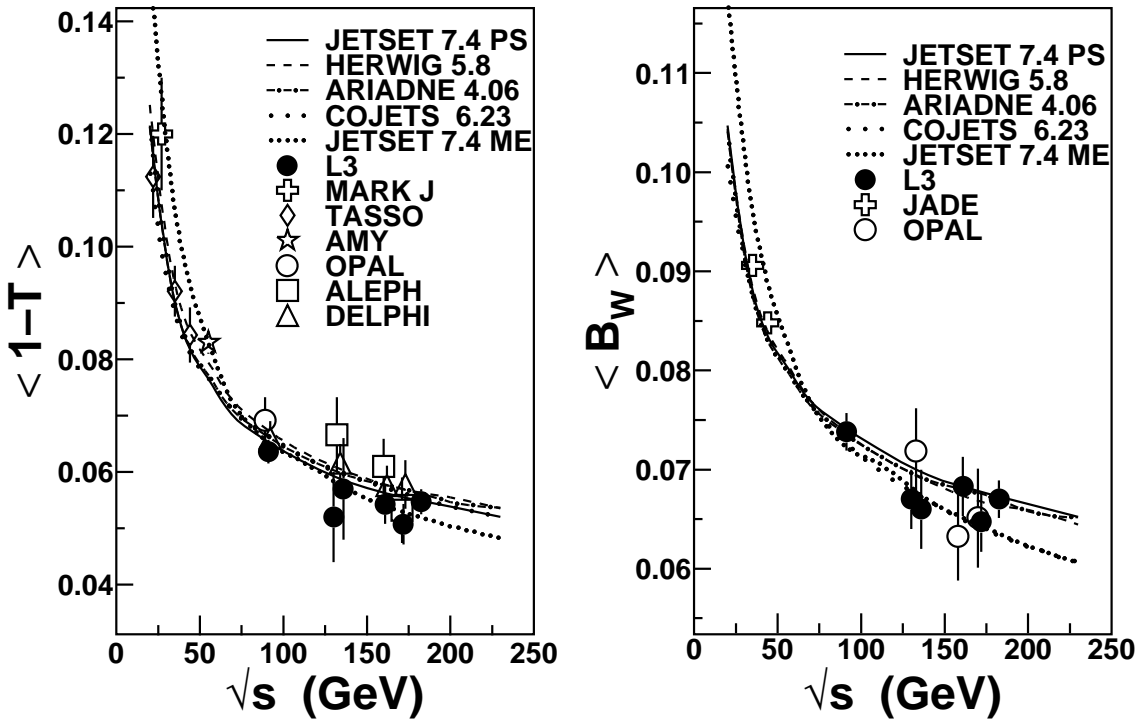 0.14
0.12
0.10
0.08
0.06
0.04
< 1−T >
JETSET 7.4 PS
HERWIG 5.8
ARIADNE 4.06
COJETS 6.23
JETSET 7.4 ME
L3
MARK J
TASSO
AMY
OPAL
ALEPH
DELPHI
0 50 100 150 200 250
√s (GeV)
0.11
0.10
0.09
0.08
0.07
0.06
< B_W >
JETSET 7.4 PS
HERWIG 5.8
ARIADNE 4.06
COJETS 6.23
JETSET 7.4 ME
L3
JADE
OPAL
0 50 100 150 200 250
√s (GeV)